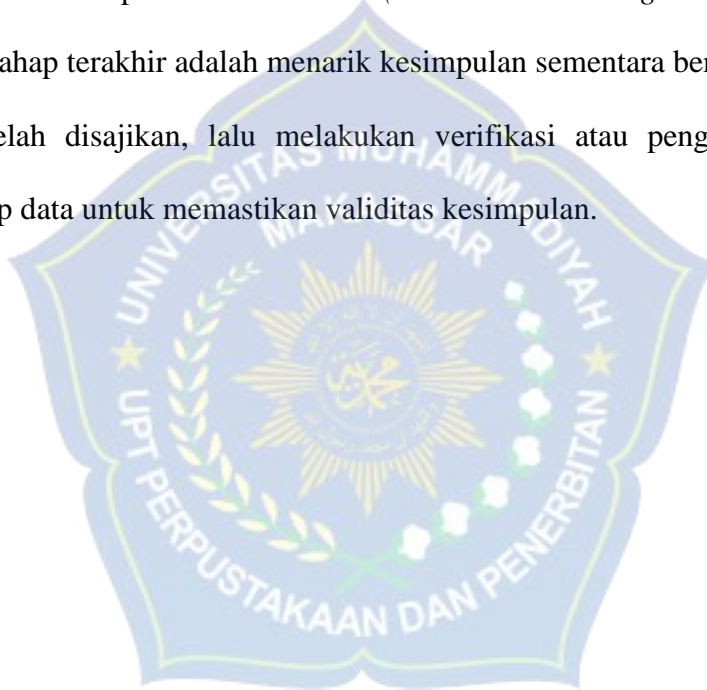 ahap terakhir adalah menarik kesimpulan sementara ber
elah disajikan, lalu melakukan verifikasi atau peng
p data untuk memastikan validitas kesimpulan.
UNIVERSITAS MUHAMMADIYAH
MAKASSAR
UPT PERPUSTAKAAN DAN PENERBITAN